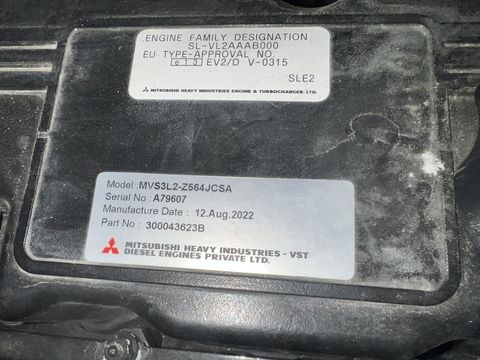 ENGINE FAMILY DESIGNATION
SL-VL2AAAB000
EU TYPE-APPROVAL NO.
e13 EV2/D V-0315
SLE2
MITSUBISHI HEAVY INDUSTRIES ENGINE & TURBOCHARGER, LTD.
Model : MVS3L2-Z564JCSA
Serial No : A79607
Manufacture Date : 12.Aug.2022
Part No : 300043623B
MITSUBISHI HEAVY INDUSTRIES - VST
DIESEL ENGINES PRIVATE LTD.